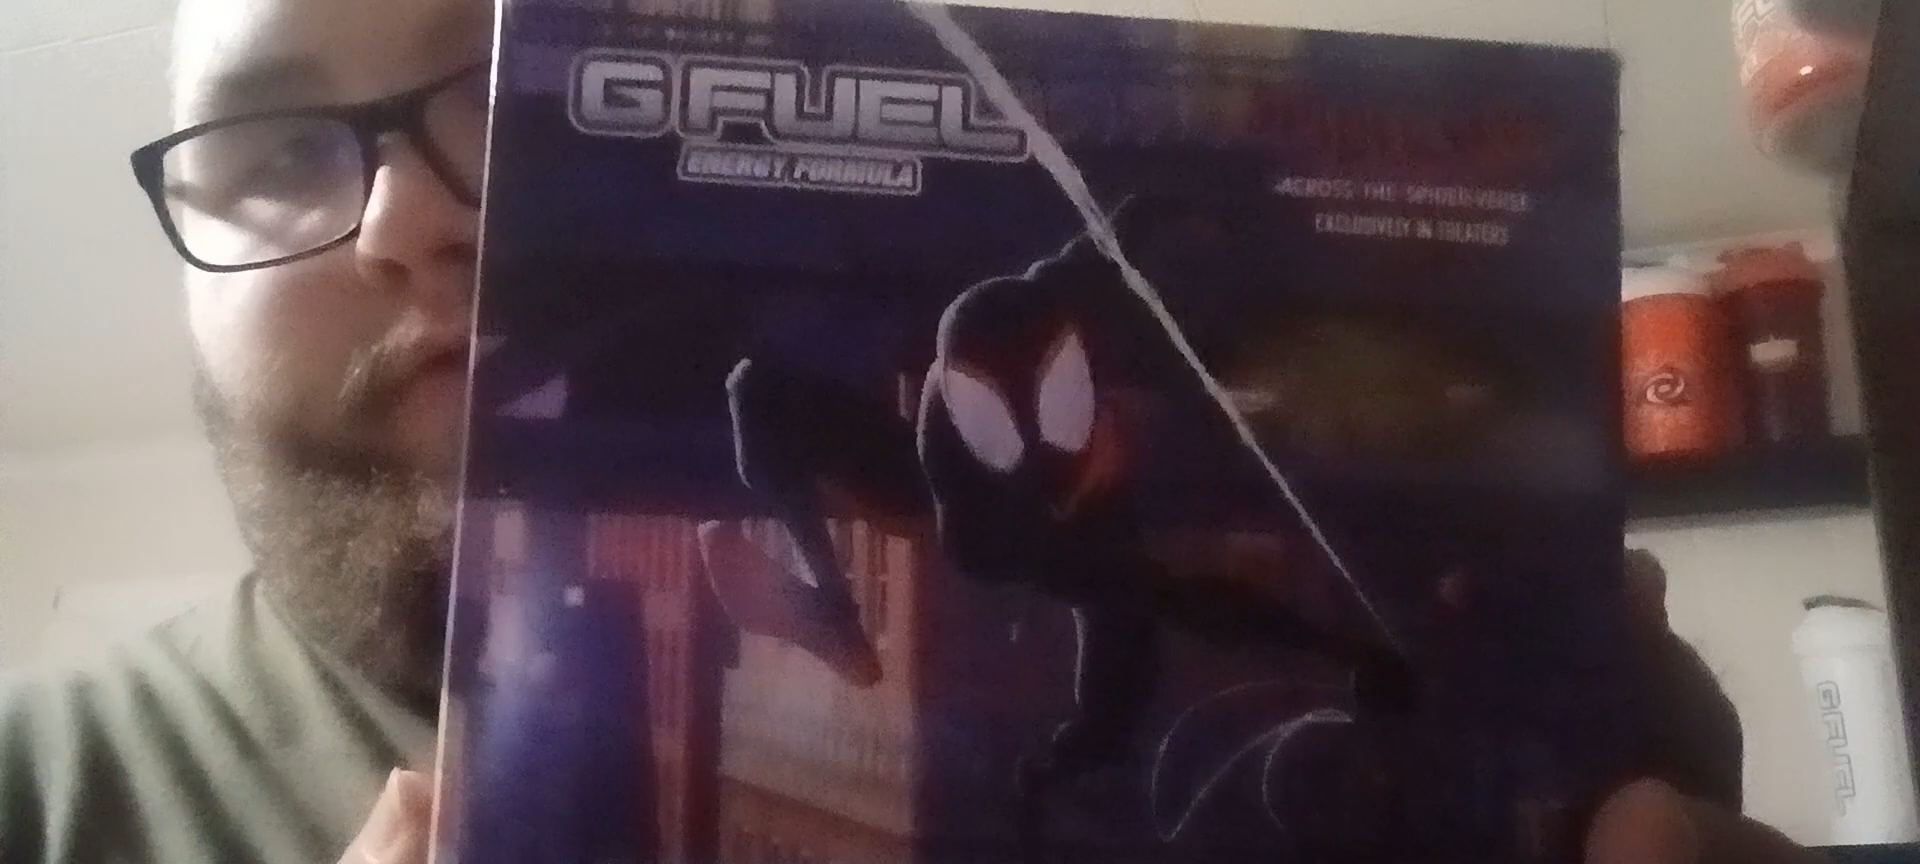 G FUEL
ENERGY FORMULA
ACROSS THE SPIDER-VERSE
EXCLUSIVELY IN THEATERS
G FUEL